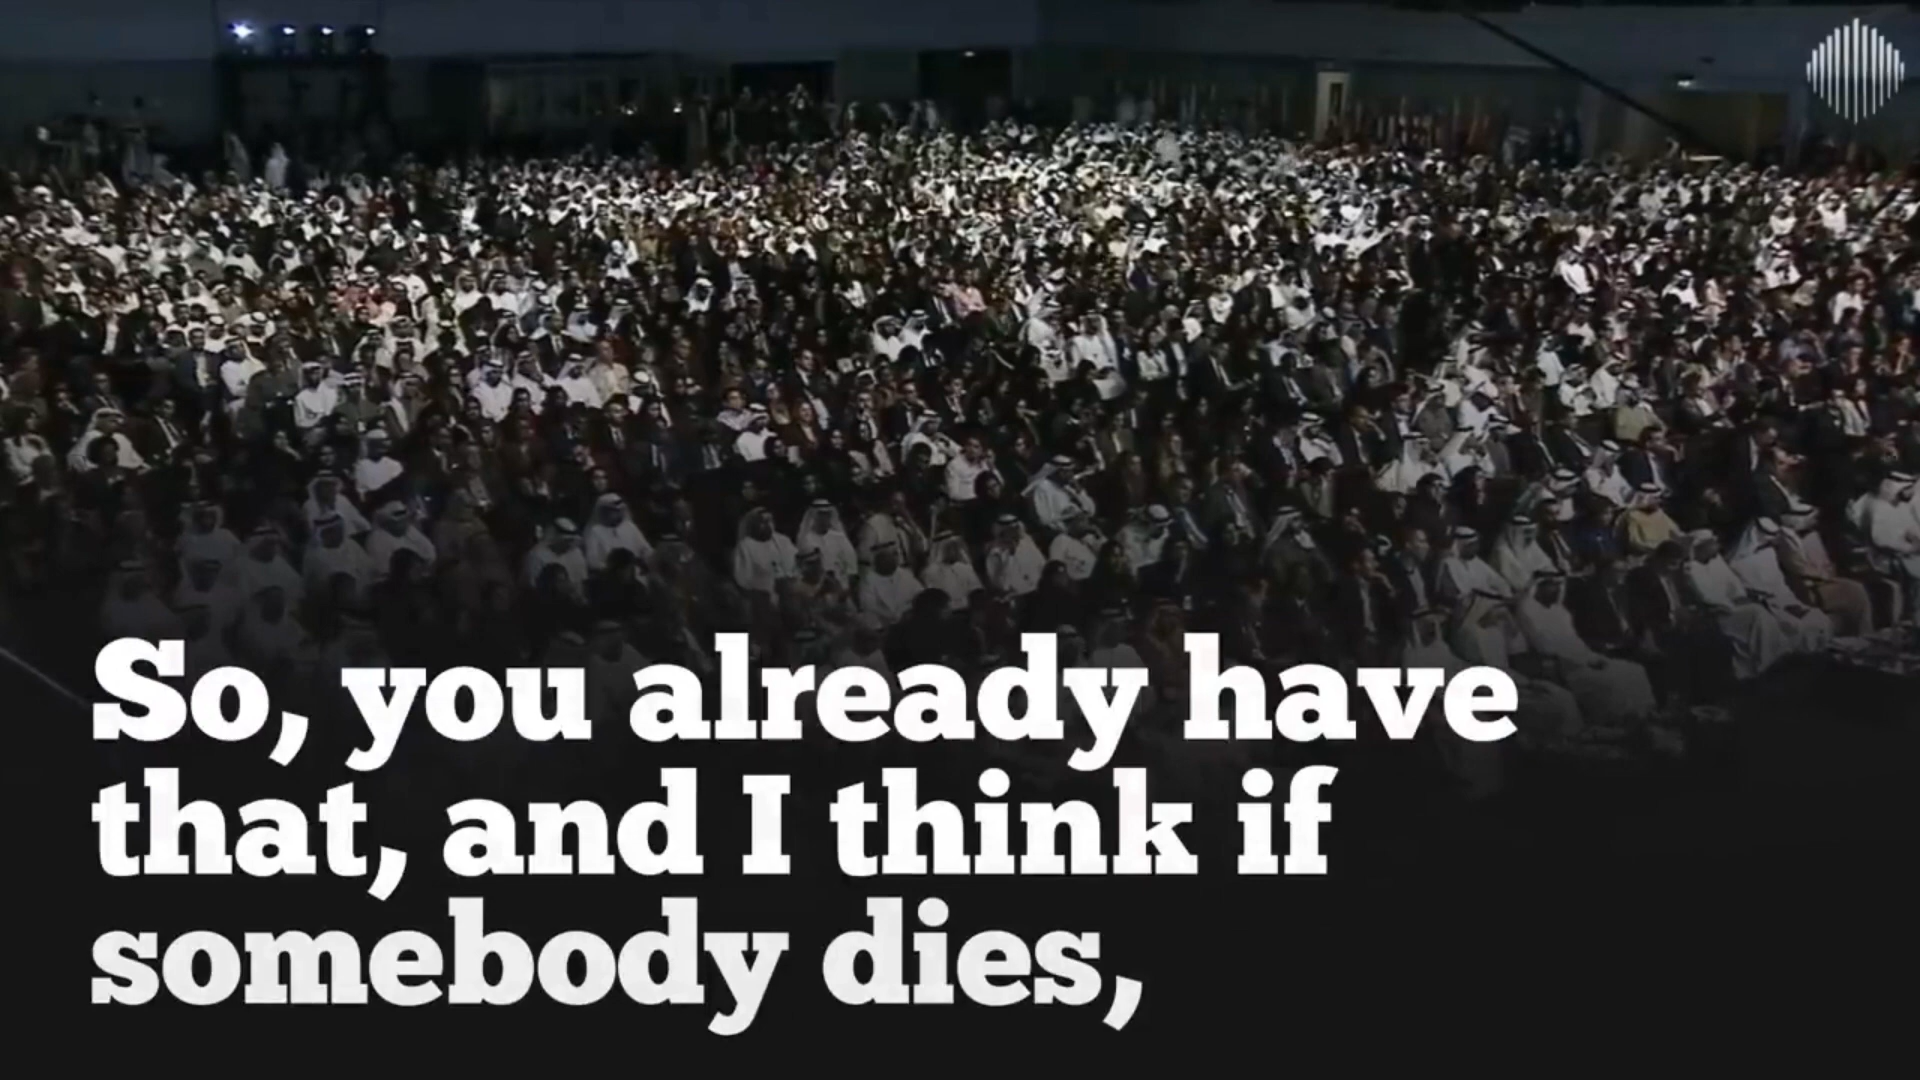 So, you already have
that, and I think if
somebody dies,